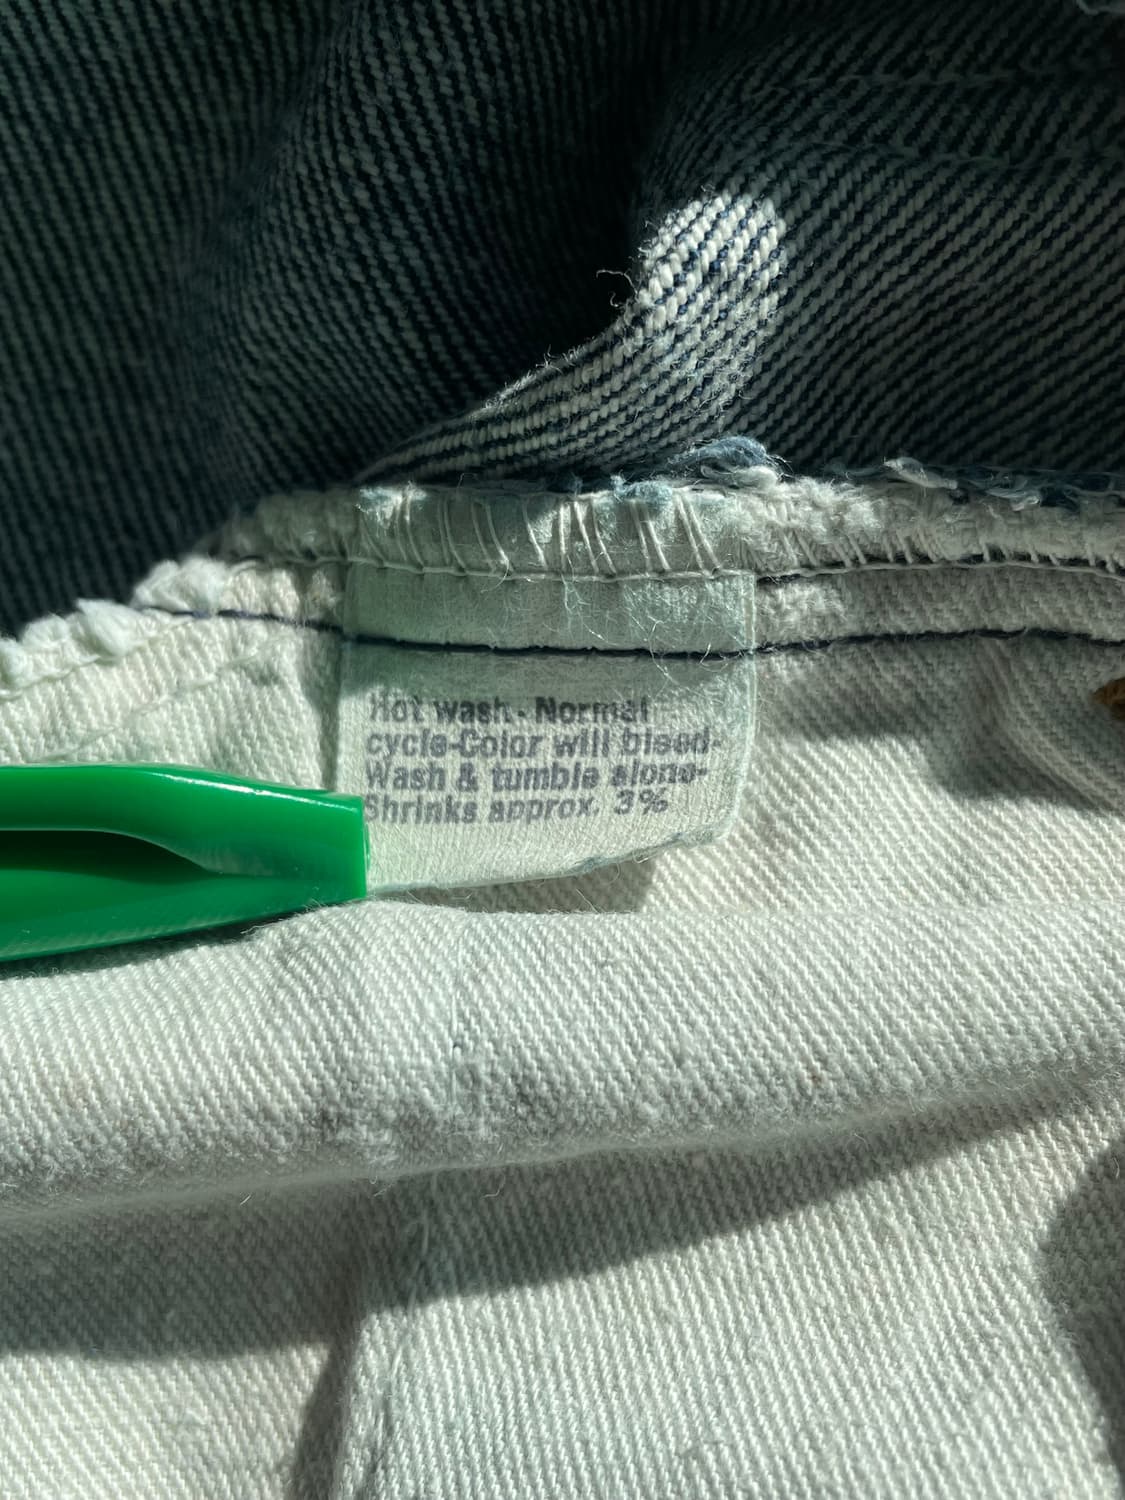 Hot wash - Normal
cycle-Color will bleed-
Wash & tumble alone-
Shrinks approx. 3%